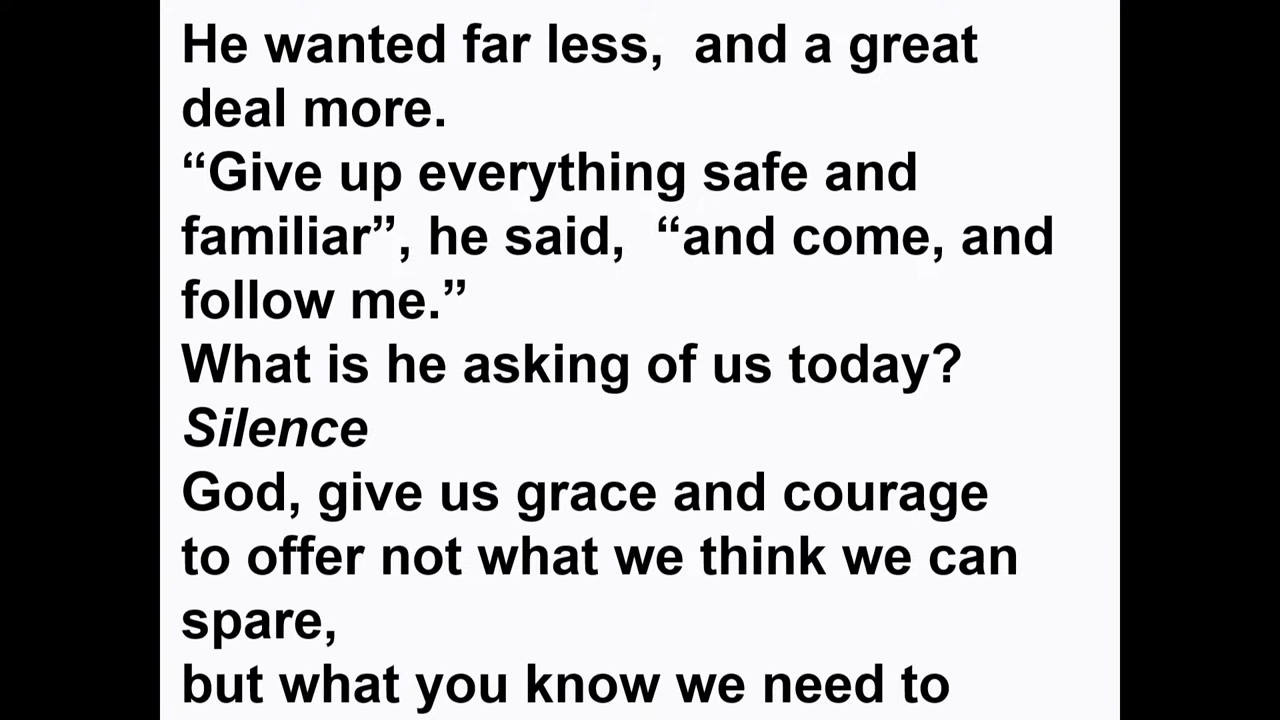 He wanted far less,  and a great
deal more.
“Give up everything safe and
familiar”, he said,  “and come, and
follow me.”
What is he asking of us today?
Silence
God, give us grace and courage
to offer not what we think we can
spare,
but what you know we need to